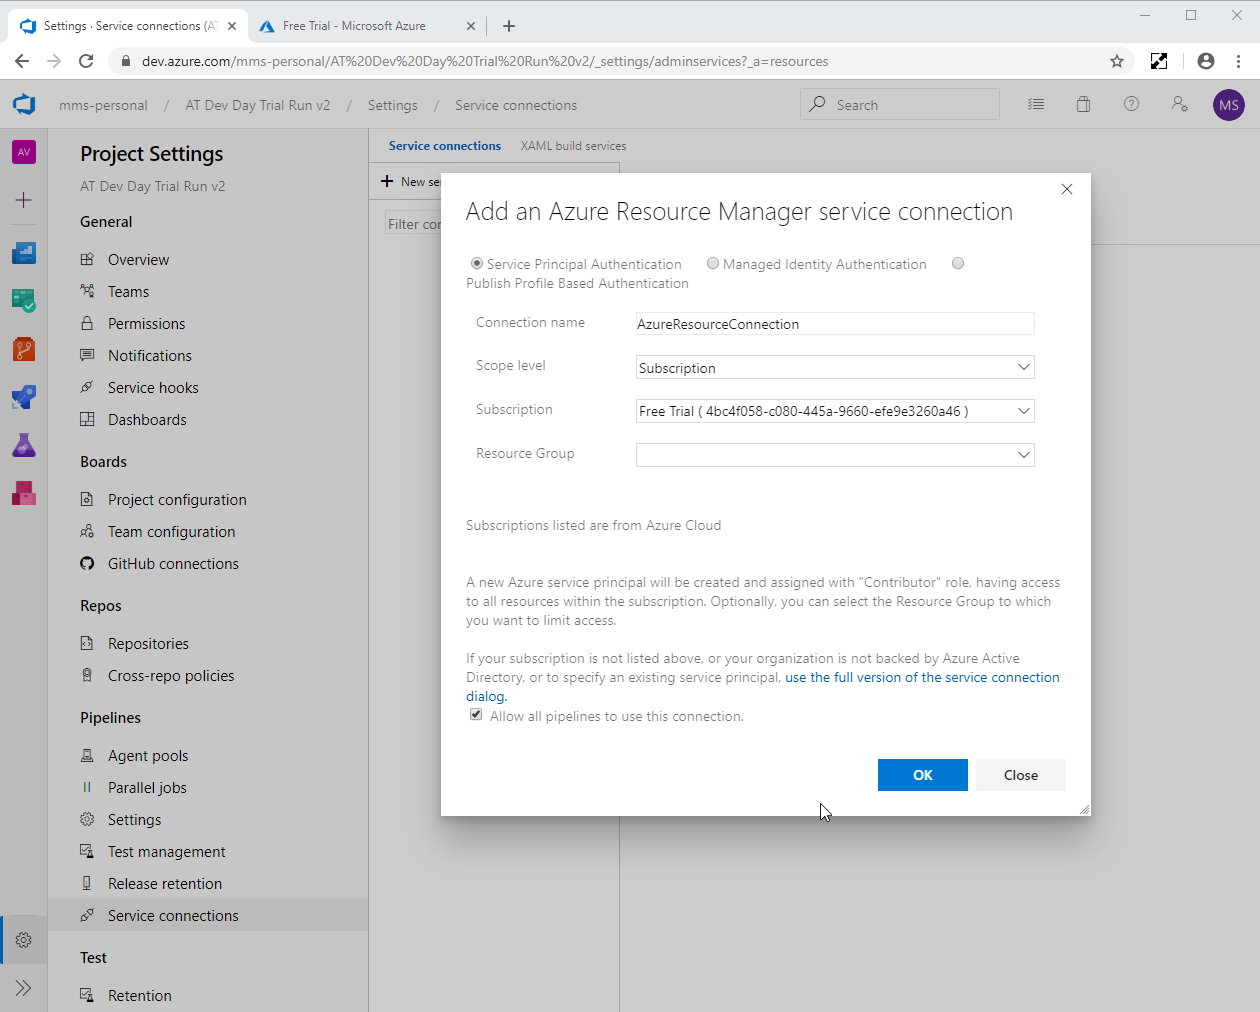 Settings · Service connections (AT
Free Trial - Microsoft Azure
dev.azure.com/mms-personal/AT%20Dev%20Day%20Trial%20Run%20v2/_settings/adminservices?_a=resources
mms-personal / AT Dev Day Trial Run v2 / Settings / Service connections
Search
MS
AV
Project Settings
AT Dev Day Trial Run v2
General
Overview
Teams
Permissions
Notifications
Service hooks
Dashboards
Boards
Project configuration
Team configuration
GitHub connections
Repos
Repositories
Cross-repo policies
Pipelines
Agent pools
Parallel jobs
Settings
Test management
Release retention
Service connections
Test
Retention
Service connections
XAML build services
New se
Filter con
Add an Azure Resource Manager service connection
Service Principal Authentication
Managed Identity Authentication
Publish Profile Based Authentication
Connection name
AzureResourceConnection
Scope level
Subscription
Subscription
Free Trial ( 4bc4f058-c080-445a-9660-efe9e3260a46 )
Resource Group
Subscriptions listed are from Azure Cloud
A new Azure service principal will be created and assigned with "Contributor" role, having access
to all resources within the subscription. Optionally, you can select the Resource Group to which
you want to limit access.
If your subscription is not listed above, or your organization is not backed by Azure Active
Directory, or to specify an existing service principal, use the full version of the service connection
dialog.
Allow all pipelines to use this connection.
OK
Close